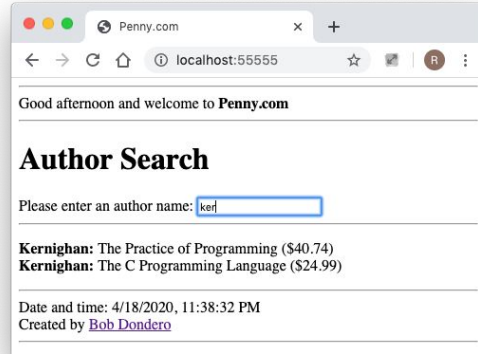 Penny.com
localhost:55555
R
Good afternoon and welcome to Penny.com
Author Search
Please enter an author name: ker
Kernighan: The Practice of Programming ($40.74)
Kernighan: The C Programming Language ($24.99)
Date and time: 4/18/2020, 11:38:32 PM
Created by Bob Dondero